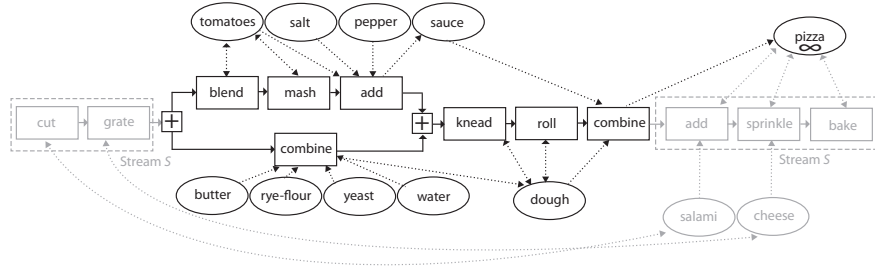 tomatoes salt pepper sauce pizza
∞
blend mash add
cut grate + + knead roll combine add sprinkle bake
Stream S combine Stream S
butter rye-flour yeast water dough
salami cheese